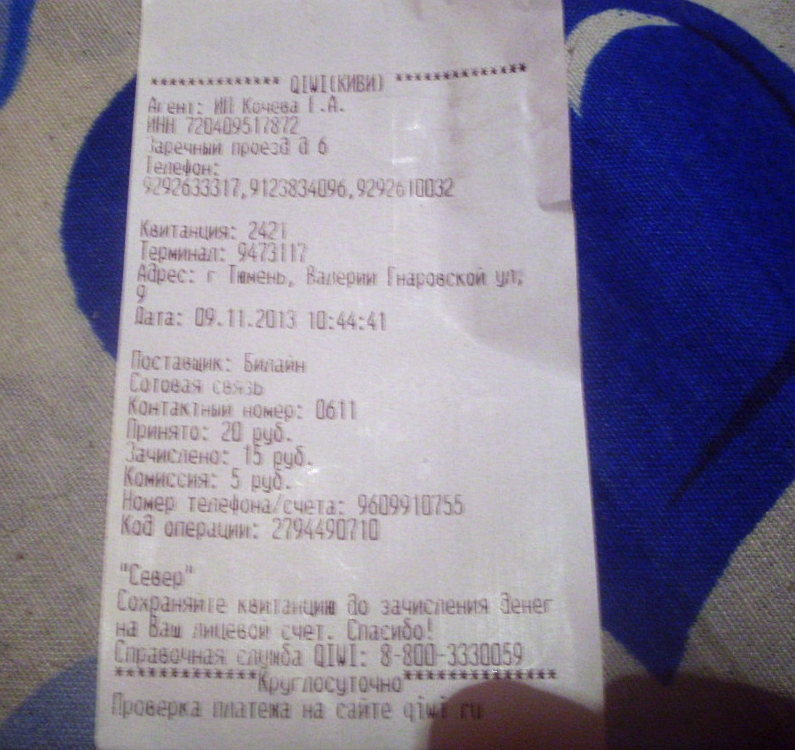 ************** QIWI(КИВИ) **************
Агент: ИП Кочева Г.А.
ИНН 720409517872
Заречный проезд д 6
Телефон:
9292633317,9123834096,9292610032
Квитанция: 2421
Терминал: 9473117
Адрес: г Тюмень, Валерии Гнаровской ул,
9
Дата: 09.11.2013 10:44:41
Поставщик: Билайн
Сотовая связь
Контактный номер: 0611
Принято: 20 руб.
Зачислено: 15 руб.
Комиссия: 5 руб.
Номер телефона/счета: 9609910755
Код операции: 2794490710
"Север"
Сохраняйте квитанцию до зачисления денег
на Ваш лицевой счет. Спасибо!
Справочная служба QIWI: 8-800-3330059
**************Круглосуточно**************
Проверка платежа на сайте qiwi ru